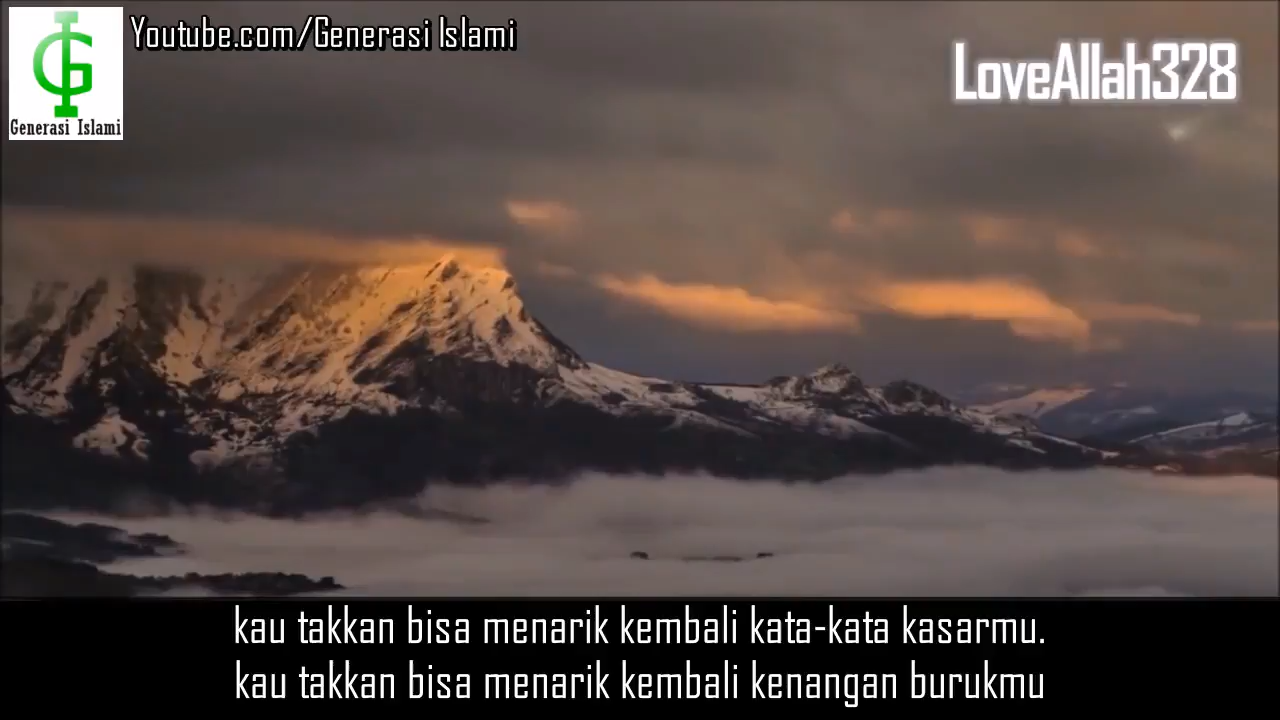 Youtube.com/Generasi Islami
LoveAllah328
GI
Generasi Islami
kau takkan bisa menarik kembali kata-kata kasarmu.
kau takkan bisa menarik kembali kenangan burukmu